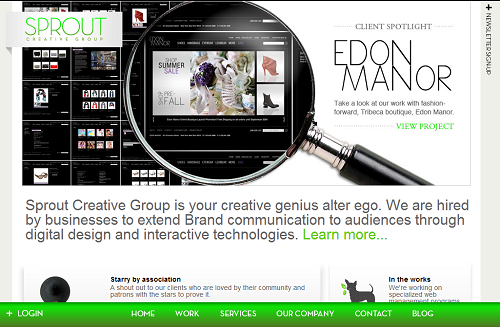 SPROUT
CREATIVE GROUP
+ NEWSLETTER SIGNUP
EDON
MANOR
SHOP
SUMMER
SALE
PRE-
FALL
CLIENT SPOTLIGHT
EDON
MANOR
Take a look at our work with fashion-
forward, Tribeca boutique, Edon Manor.
VIEW PROJECT
Sprout Creative Group is your creative genius alter ego. We are hired
by businesses to extend Brand communication to audiences through
digital design and interactive technologies. Learn more...
Starry by association
A shout out to our clients who are loved by their community and
patrons with the stars to prove it.
In the works
We're working on
specialized web
management programs
+ LOGIN
HOME
WORK
SERVICES
OUR COMPANY
CONTACT
BLOG